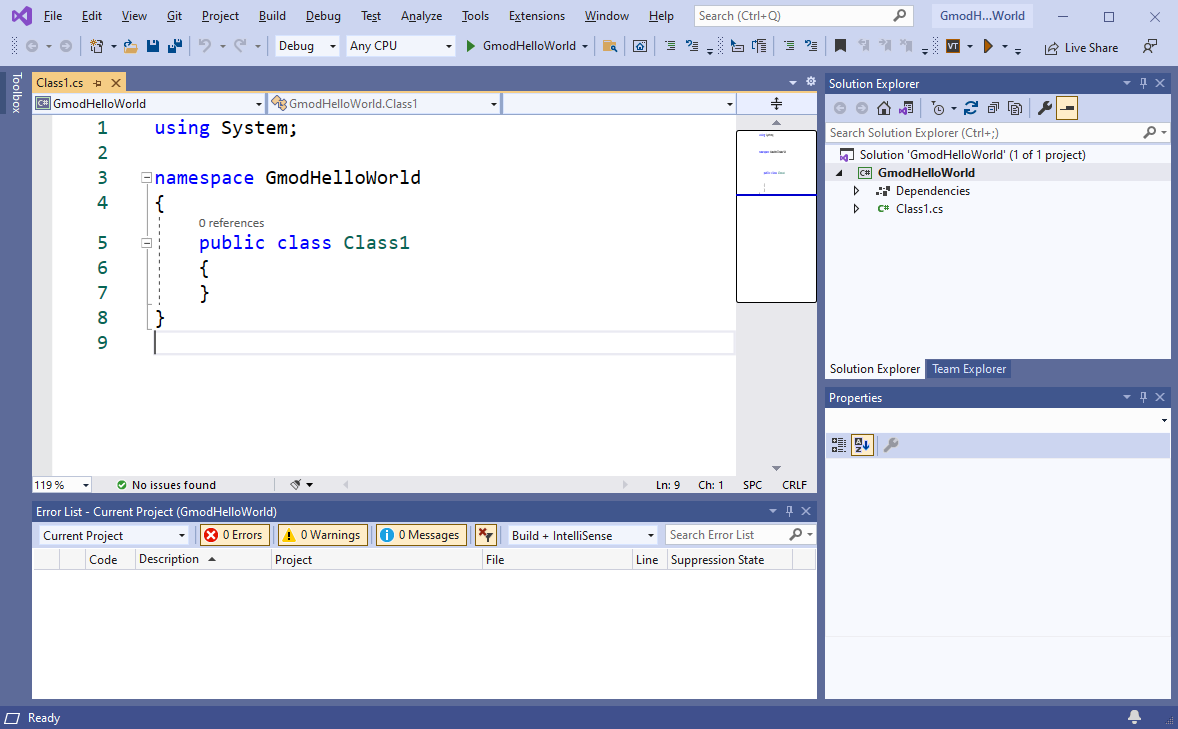 File Edit View Git Project Build Debug Test Analyze Tools Extensions Window Help Search (Ctrl+Q) GmodH...World
Debug Any CPU GmodHelloWorld VT Live Share
Toolbox
Class1.cs
C# GmodHelloWorld GmodHelloWorld.Class1
1 using System;
2
3 namespace GmodHelloWorld
4 {
0 references
5 public class Class1
6 {
7 }
8 }
9
119 % No issues found Ln: 9 Ch: 1 SPC CRLF
Solution Explorer
Search Solution Explorer (Ctrl+;)
Solution 'GmodHelloWorld' (1 of 1 project)
C# GmodHelloWorld
Dependencies
C# Class1.cs
Solution Explorer Team Explorer
Properties
Error List - Current Project (GmodHelloWorld)
Current Project 0 Errors 0 Warnings 0 Messages Build + IntelliSense Search Error List
Code Description Project File Line Suppression State
Ready